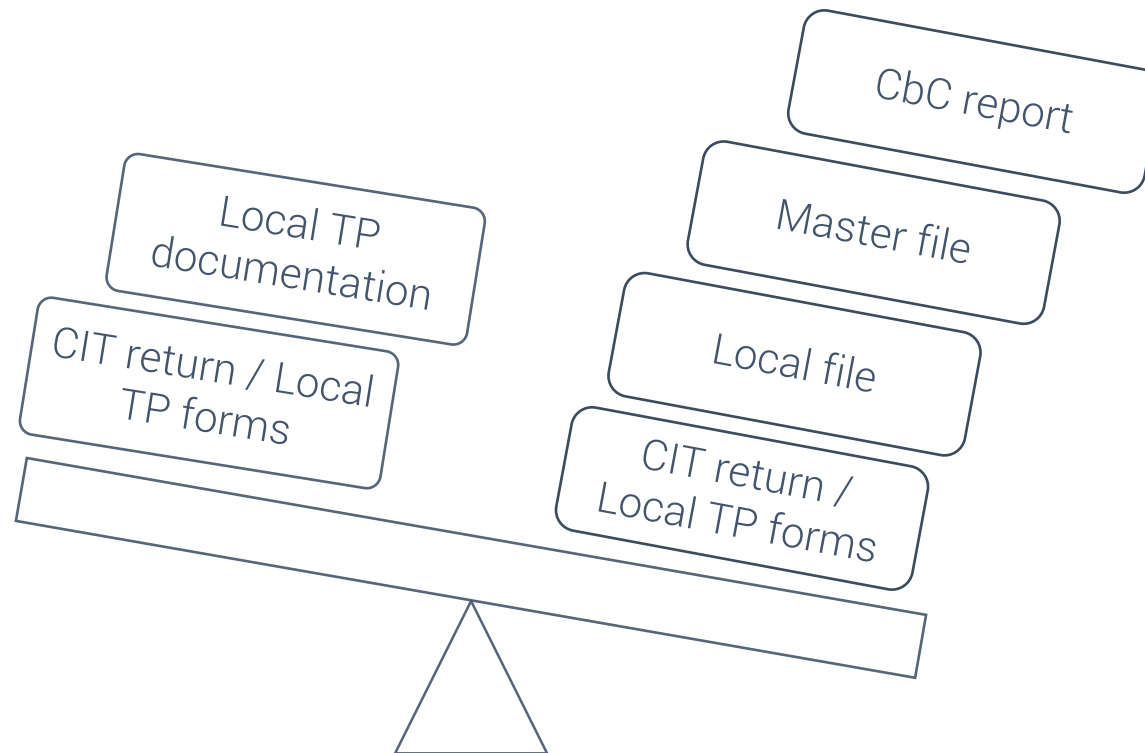 Local TP
documentation
CIT return / Local
TP forms
CbC report
Master file
Local file
CIT return /
Local TP forms